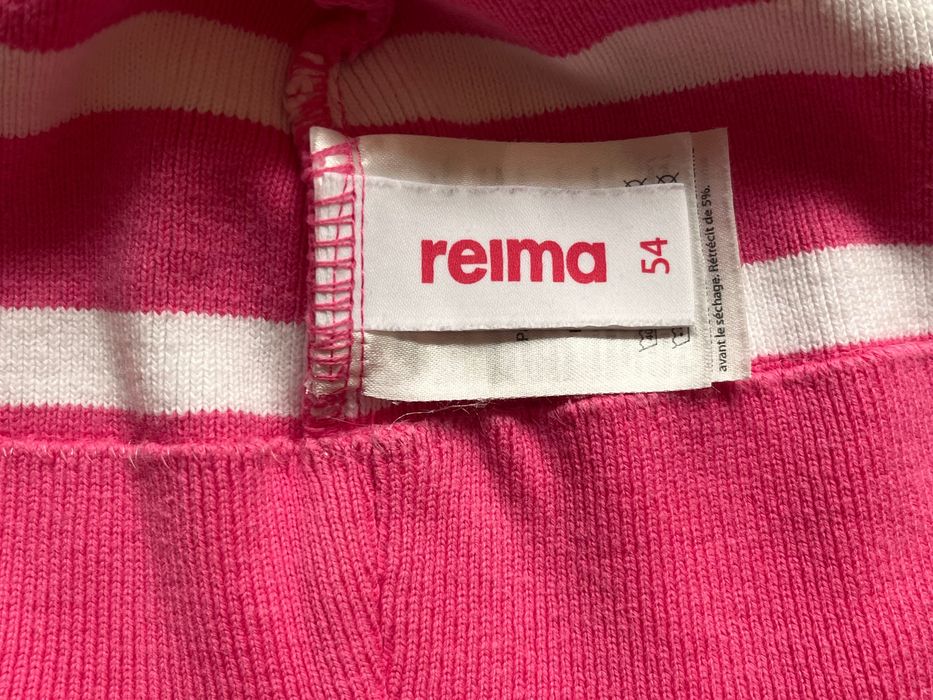 reima
54
avant le séchage. Rétrécit de 5%.